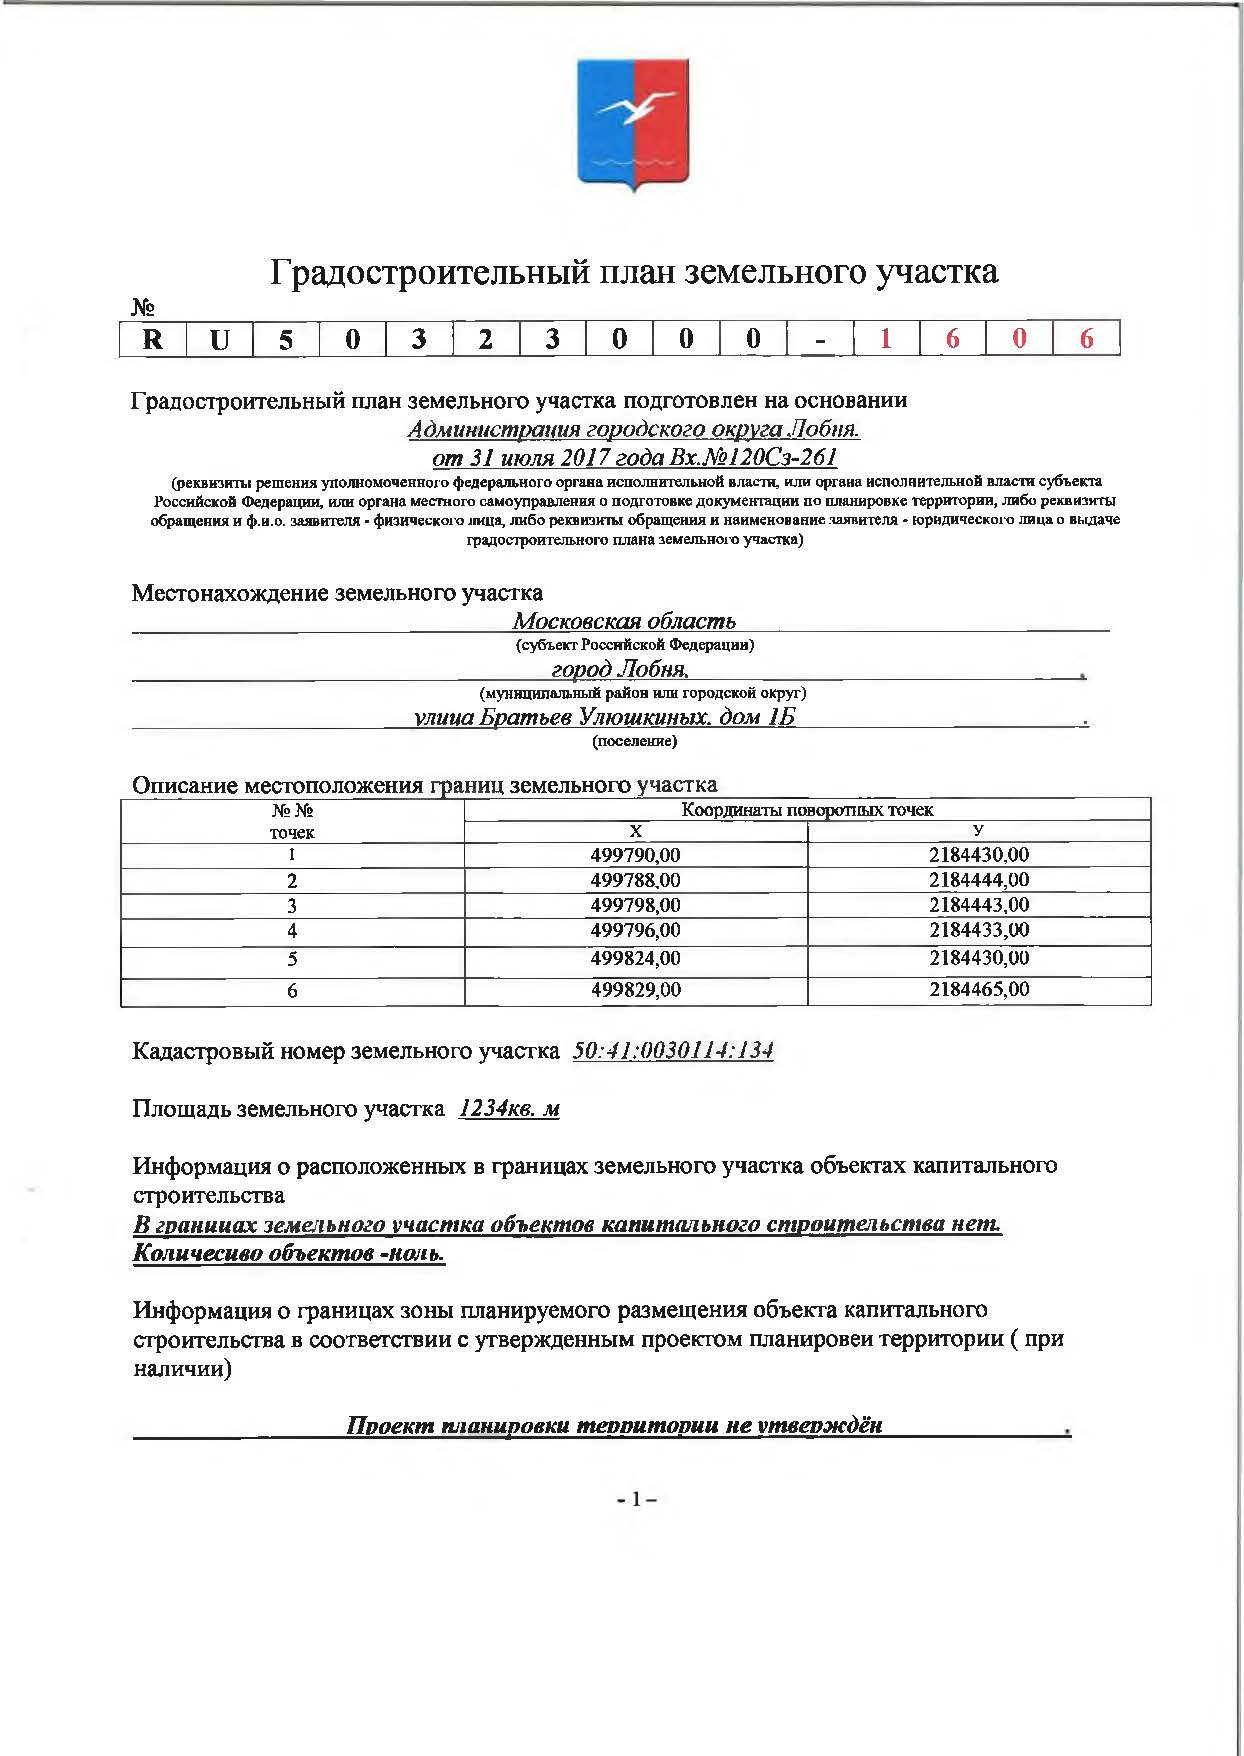 Градостроительный план земельного участка
№
R U 5 0 3 2 3 0 0 0 - 1 6 0 6
Градостроительный план земельного участка подготовлен на основании
Администрация городского округа Лобня.
от 31 июля 2017 года Вх.№120Сз-261
(реквизиты решения уполномоченного федерального органа исполнительной власти, или органа исполнительной власти субъекта
Российской Федерации, или органа местного самоуправления о подготовке документации по планировке территории, либо реквизиты
обращения и ф.и.о. заявителя - физического лица, либо реквизиты обращения и наименование заявителя - юридического лица о выдаче
градостроительного плана земельного участка)
Местонахождение земельного участка
Московская область
(субъект Российской Федерации)
город Лобня, .
(муниципальный район или городской округ)
улица Братьев Улюшкиных, дом 1Б .
(поселение)
Описание местоположения границ земельного участка
№ № Координаты поворотных точек
точек Х У
1 499790,00 2184430,00
2 499788,00 2184444,00
3 499798,00 2184443,00
4 499796,00 2184433,00
5 499824,00 2184430,00
6 499829,00 2184465,00
Кадастровый номер земельного участка 50:41:0030114:134
Площадь земельного участка 1234кв. м
Информация о расположенных в границах земельного участка объектах капитального
строительства
В границах земельного участка объектов капитального строительства нет.
Количесиво объектов -ноль.
Информация о границах зоны планируемого размещения объекта капитального
строительства в соответствии с утвержденным проектом планировеи территории ( при
наличии)
Проект планировки территории не утверждён .
- 1 –